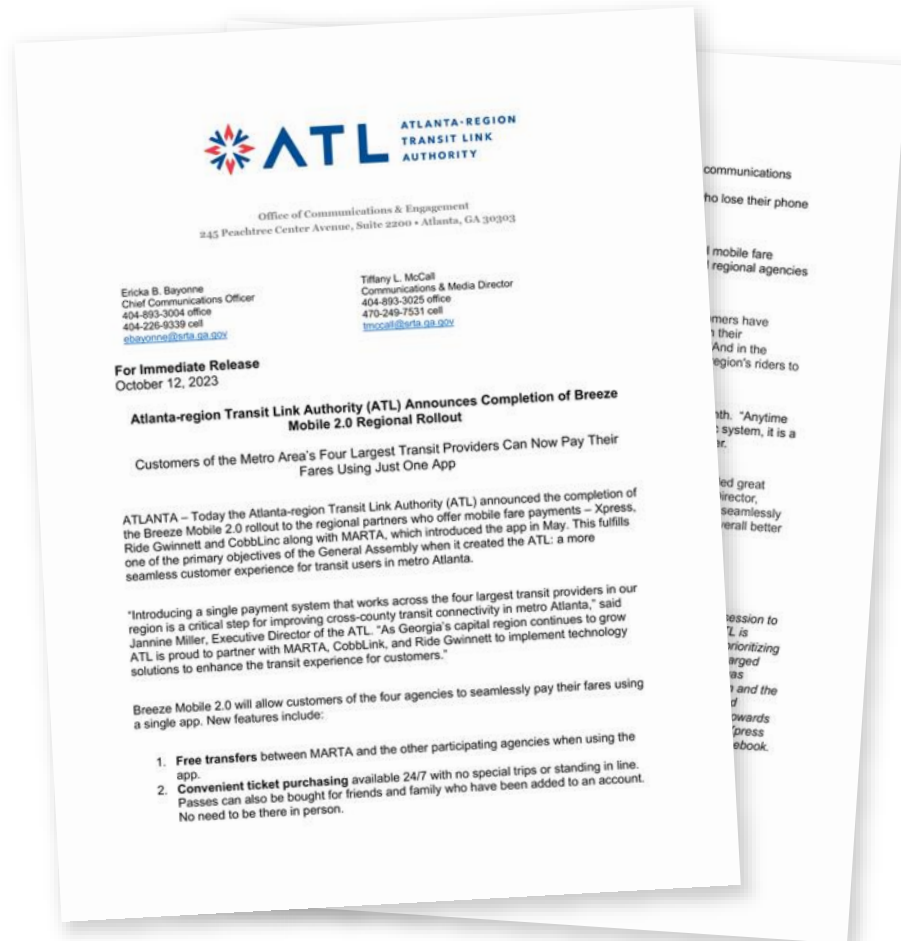 ATL
ATLANTA-REGION
TRANSIT LINK
AUTHORITY
Office of Communications & Engagement
245 Peachtree Center Avenue, Suite 2200 • Atlanta, GA 30303
Ericka B. Bayonne
Chief Communications Officer
404-893-3004 office
404-226-9339 cell
ebayonne@srta.ga.gov
Tiffany L. McCall
Communications & Media Director
404-893-3025 office
470-249-7531 cell
tmccall@srta.ga.gov
For Immediate Release
October 12, 2023
Atlanta-region Transit Link Authority (ATL) Announces Completion of Breeze
Mobile 2.0 Regional Rollout
Customers of the Metro Area's Four Largest Transit Providers Can Now Pay Their
Fares Using Just One App
ATLANTA – Today the Atlanta-region Transit Link Authority (ATL) announced the completion of
the Breeze Mobile 2.0 rollout to the regional partners who offer mobile fare payments – Xpress,
Ride Gwinnett and CobbLinc along with MARTA, which introduced the app in May. This fulfills
one of the primary objectives of the General Assembly when it created the ATL: a more
seamless customer experience for transit users in metro Atlanta.
"Introducing a single payment system that works across the four largest transit providers in our
region is a critical step for improving cross-county transit connectivity in metro Atlanta," said
Jannine Miller, Executive Director of the ATL. "As Georgia's capital region continues to grow
ATL is proud to partner with MARTA, CobbLink, and Ride Gwinnett to implement technology
solutions to enhance the transit experience for customers."
Breeze Mobile 2.0 will allow customers of the four agencies to seamlessly pay their fares using
a single app. New features include:
1. Free transfers between MARTA and the other participating agencies when using the
app.
2. Convenient ticket purchasing available 24/7 with no special trips or standing in line.
Passes can also be bought for friends and family who have been added to an account.
No need to be there in person.
communications
ho lose their phone
mobile fare
regional agencies
mers have
their
And in the
egion's riders to
nth. "Anytime
system, it is a
er.
ed great
irector,
seamlessly
verall better
ession to
L is
rioritizing
arged
as
and the
d
owards
press
ebook.